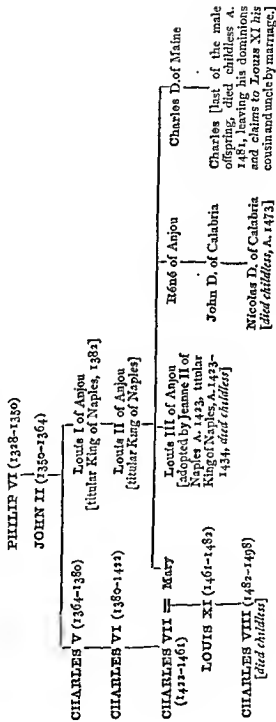 PHILIP VI (1328–1350)
JOHN II (1350–1364)
CHARLES V (1364–1380)
Louis I of Anjou
[titular King of Naples, 1382]
CHARLES VI (1380–1422)
Louis II of Anjou
[titular King of Naples]
CHARLES VII = Mary
(1422–1461)
Louis III of Anjou
[adopted by Jeanne II of
Naples A. 1423, titular
King of Naples, A. 1423–
1434, died childless]
Réné of Anjou
Charles D. of Maine
LOUIS XI (1461–1482)
John D. of Calabria
Charles [last of the male
offspring, died childless A.
1481, leaving his dominions
and claims to Louis XI his
cousin and uncle by marriage.]
CHARLES VIII (1482–1498)
[died childless]
Nicolas D. of Calabria
[died childless, A. 1473]